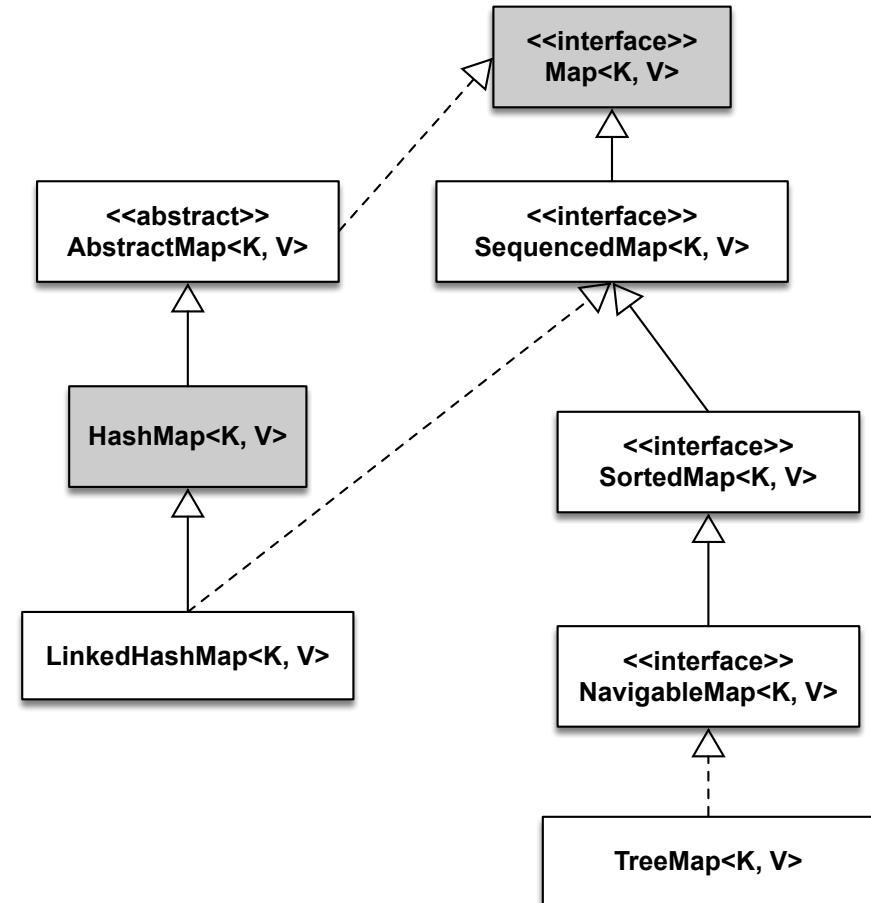 <<interface>>
Map<K, V>
<<abstract>>
AbstractMap<K, V>
<<interface>>
SequencedMap<K, V>
HashMap<K, V>
<<interface>>
SortedMap<K, V>
LinkedHashMap<K, V>
<<interface>>
NavigableMap<K, V>
TreeMap<K, V>